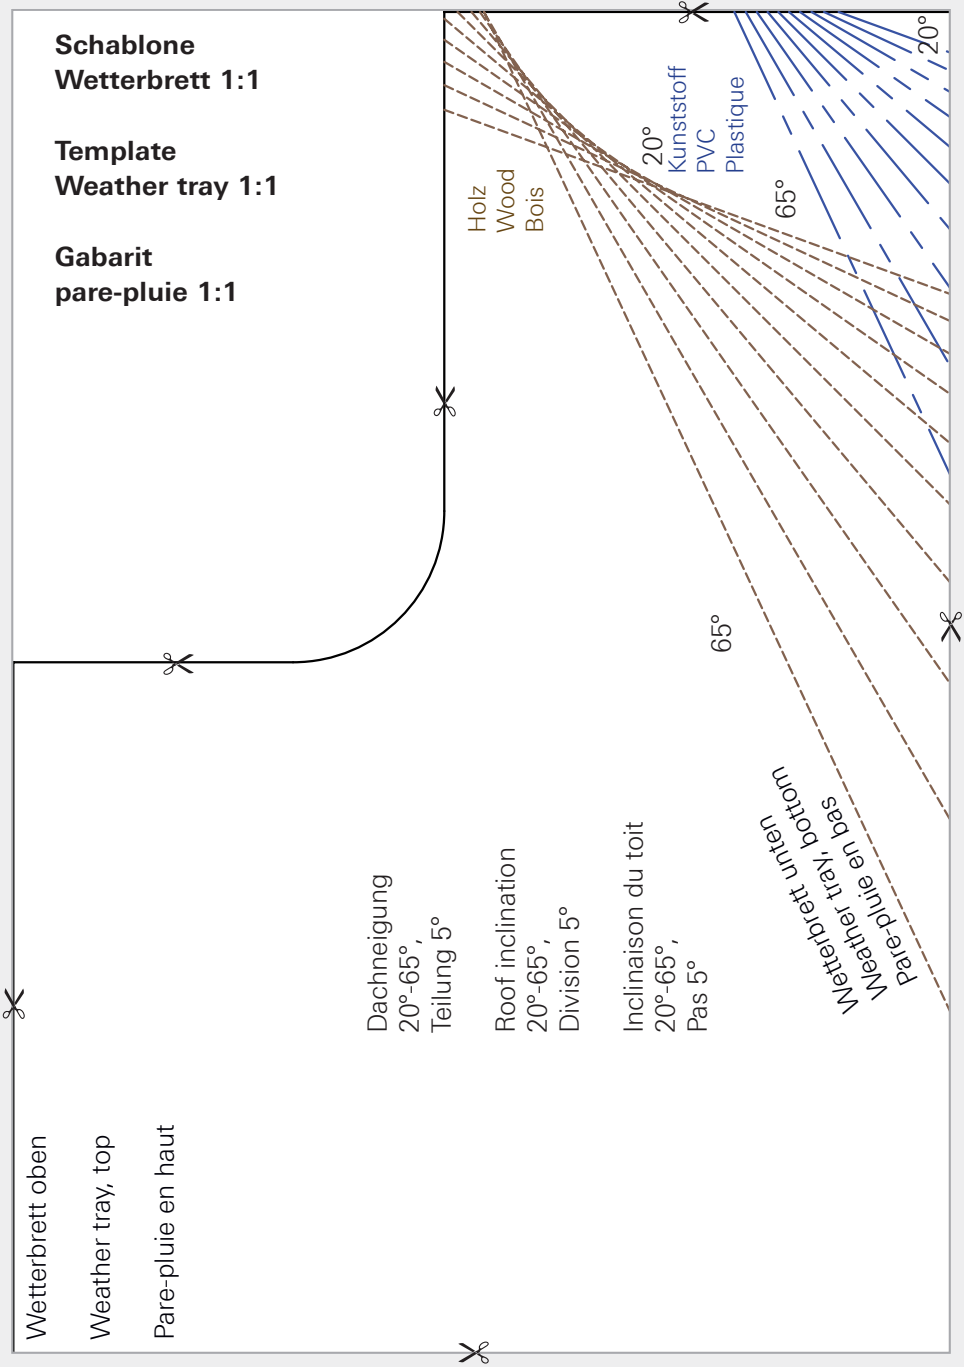 Schablone
Wetterbrett 1:1
Template
Weather tray 1:1
Gabarit
pare-pluie 1:1
Holz
Wood
Bois
20°
Kunststoff
PVC
Plastique
65°
20°
65°
Wetterbrett unten
Weather tray, bottom
Pare-pluie en bas
Dachneigung
20°-65°,
Teilung 5°
Roof inclination
20°-65°,
Division 5°
Inclinaison du toit
20°-65°,
Pas 5°
Wetterbrett oben
Weather tray, top
Pare-pluie en haut